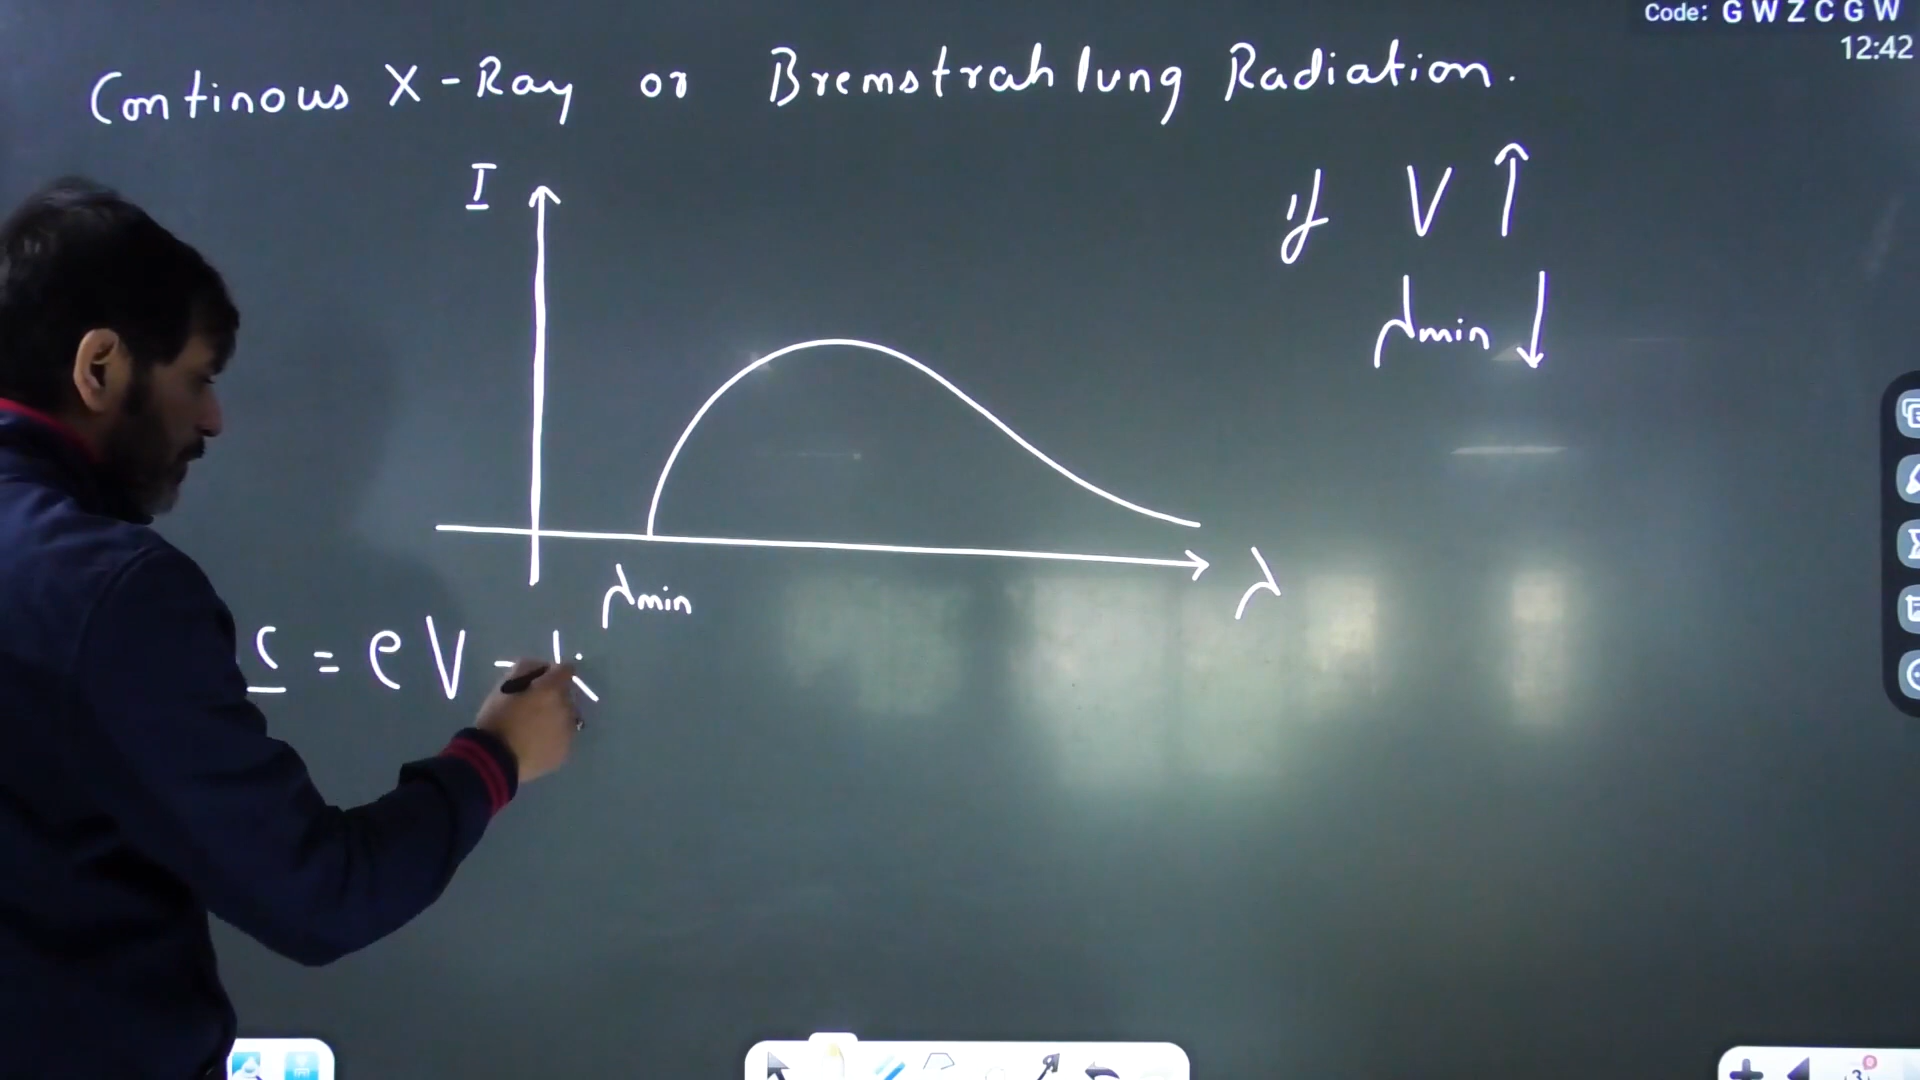 Code: G W Z C G W
12:42
Continous X-Ray or Bremstrahlung Radiation.
I
if V ↑
λmin ↓
λmin
λ
c = eV - k